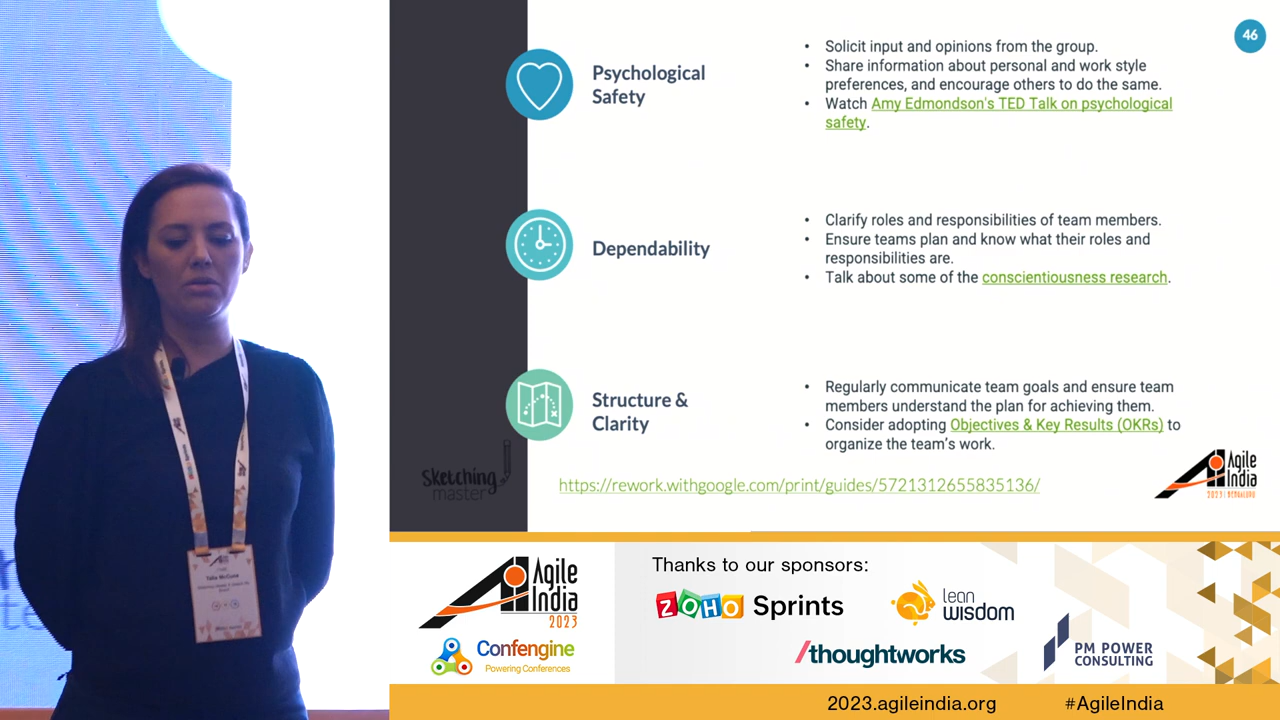 46
Psychological
Safety
• Solicit input and opinions from the group.
• Share information about personal and work style
preferences, and encourage others to do the same.
• Watch Amy Edmondson's TED Talk on psychological
safety.
Dependability
• Clarify roles and responsibilities of team members.
• Ensure teams plan and know what their roles and
responsibilities are.
• Talk about some of the conscientiousness research.
Structure &
Clarity
• Regularly communicate team goals and ensure team
members understand the plan for achieving them.
• Consider adopting Objectives & Key Results (OKRs) to
organize the team's work.
Sketching
master
https://rework.withgoogle.com/print/guides/5721312655835136/
Agile
India
2023 | BENGALURU
Agile
India
2023
Confengine
Powering Conferences
Thanks to our sponsors:
ZOHO Sprints
lean
wisdom
/thoughtworks
PM POWER
CONSULTING
2023.agileindia.org
#AgileIndia